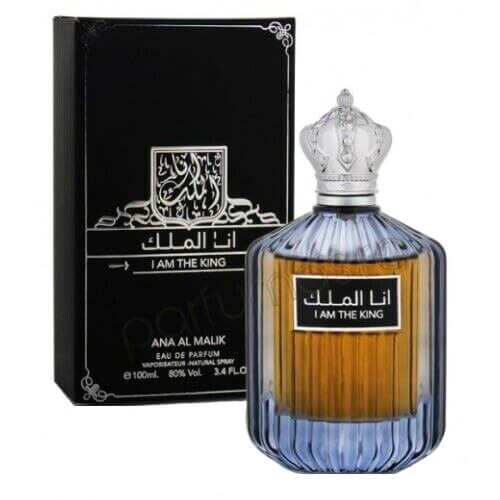 انا الملك
I AM THE KING
ANA AL MALIK
EAU DE PARFUM
VAPORISATEUR-NATURAL SPRAY
℮100ml. 80% Vol. 3.4 FL.O
انا الملك
I AM THE KING